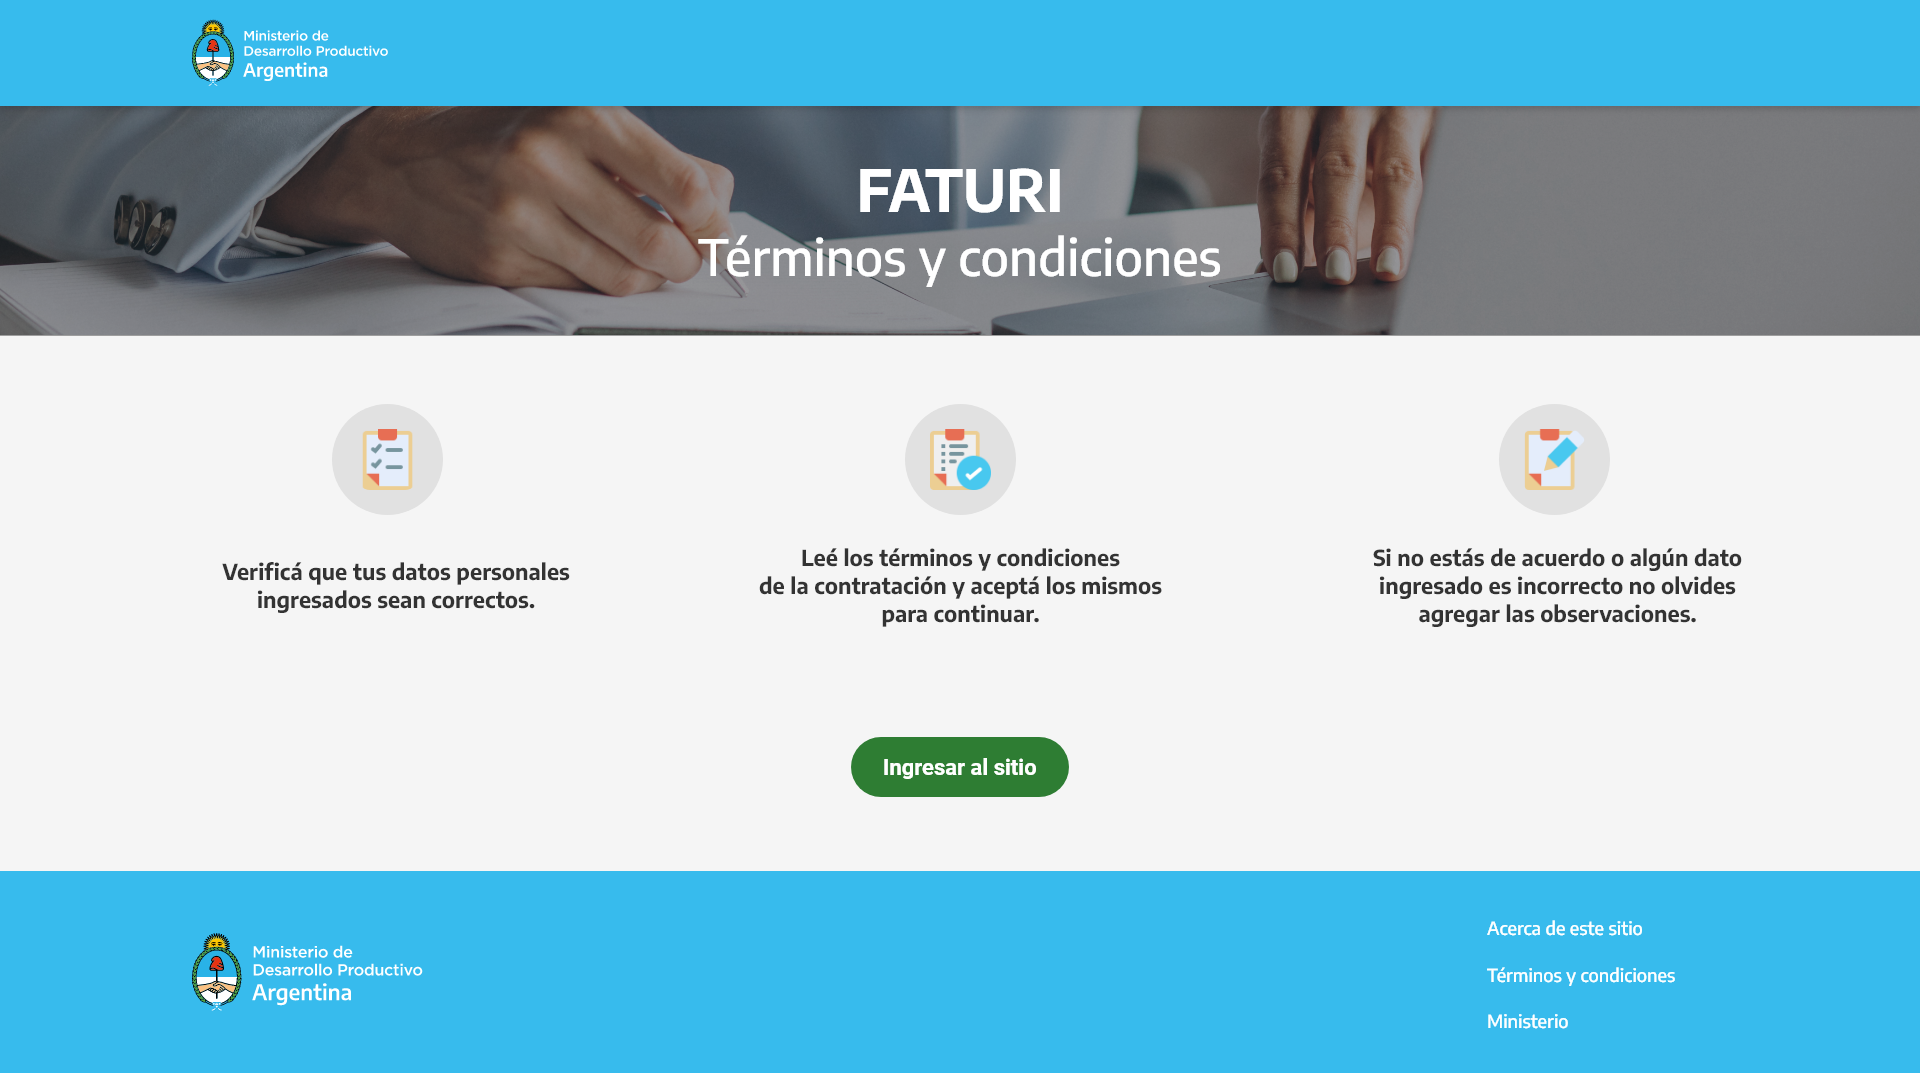 Ministerio de
Desarrollo Productivo
Argentina
FATURI
Términos y condiciones
Verificá que tus datos personales
ingresados sean correctos.
Leé los términos y condiciones
de la contratación y aceptá los mismos
para continuar.
Si no estás de acuerdo o algún dato
ingresado es incorrecto no olvides
agregar las observaciones.
Ingresar al sitio
Ministerio de
Desarrollo Productivo
Argentina
Acerca de este sitio
Términos y condiciones
Ministerio